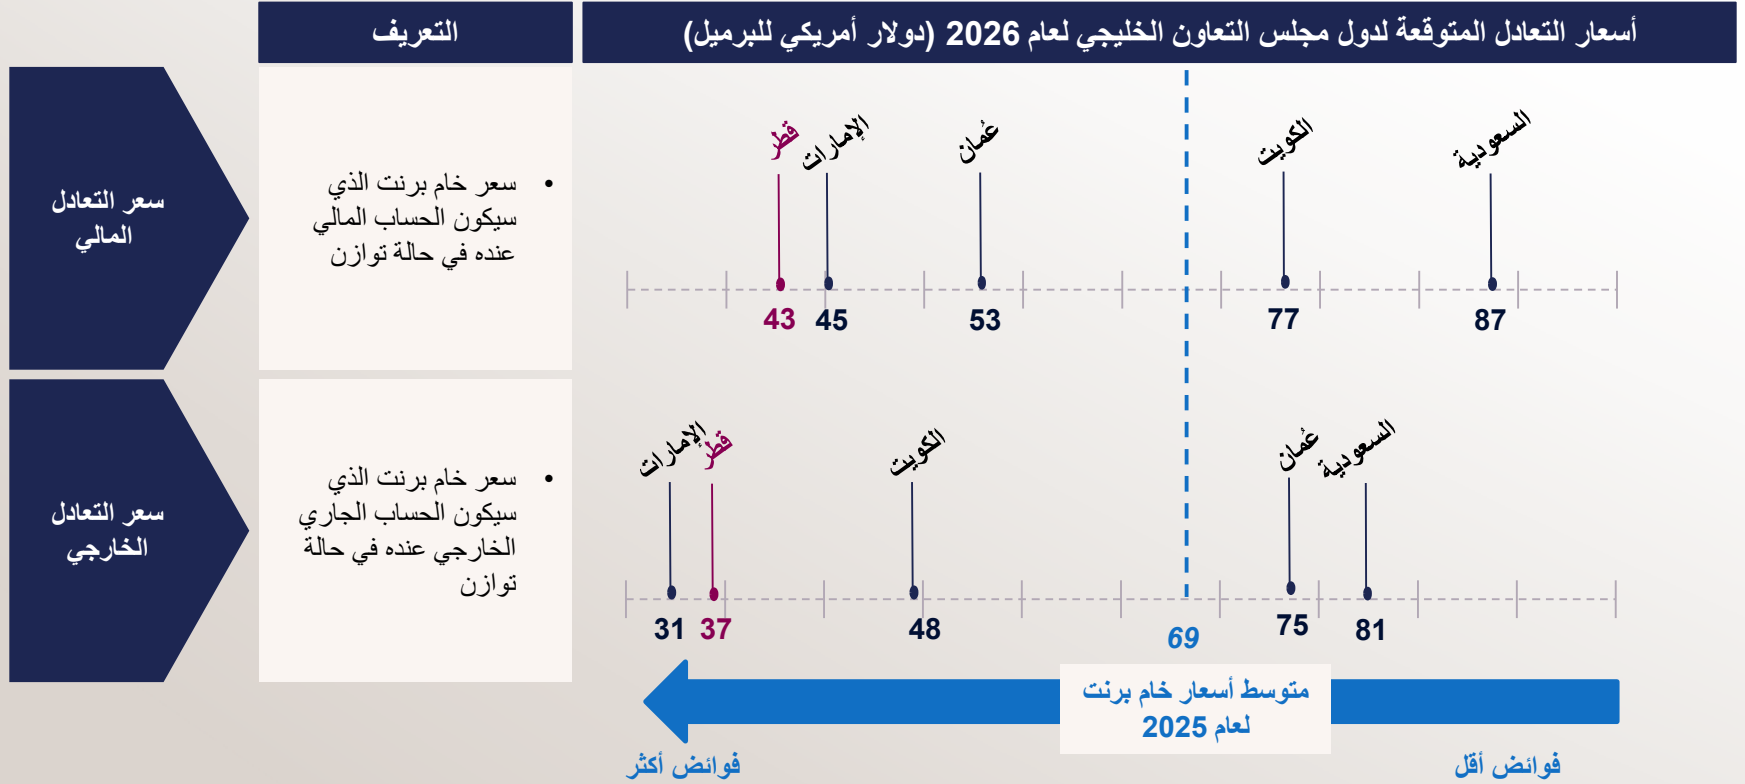 أسعار التعادل المتوقعة لدول مجلس التعاون الخليجي لعام 2026 (دولار أمريكي للبرميل)
التعريف
سعر التعادل
المالي
• سعر خام برنت الذي
سيكون الحساب المالي
عنده في حالة توازن
قطر
الإمارات
عُمان
الكويت
السعودية
43
45
53
77
87
سعر التعادل
الخارجي
• سعر خام برنت الذي
سيكون الحساب الجاري
الخارجي عنده في حالة
توازن
الإمارات
قطر
الكويت
عُمان
السعودية
31
37
48
69
75
81
متوسط أسعار خام برنت
لعام 2025
فوائض أقل
فوائض أكثر